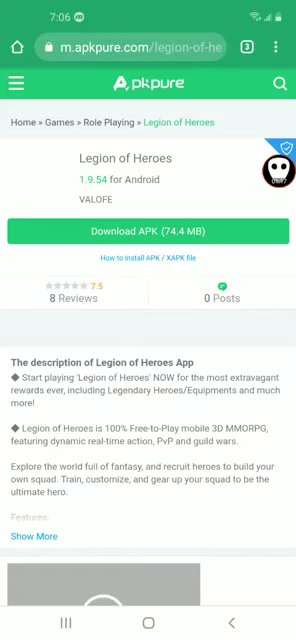 7:06
m.apkpure.com/legion-of-he
3
Apkpure
Home » Games » Role Playing » Legion of Heroes
Legion of Heroes
1.9.54 for Android
VALOFE
Download APK (74.4 MB)
How to install APK / XAPK file
7.5
8 Reviews
0 Posts
The description of Legion of Heroes App
◆ Start playing 'Legion of Heroes' NOW for the most extravagant
rewards ever, including Legendary Heroes/Equipments and much
more!
◆ Legion of Heroes is 100% Free-to-Play mobile 3D MMORPG,
featuring dynamic real-time action, PvP and guild wars.
Explore the world full of fantasy, and recruit heroes to build your
own squad. Train, customize, and gear up your squad to be the
ultimate hero.
Features:
Show More